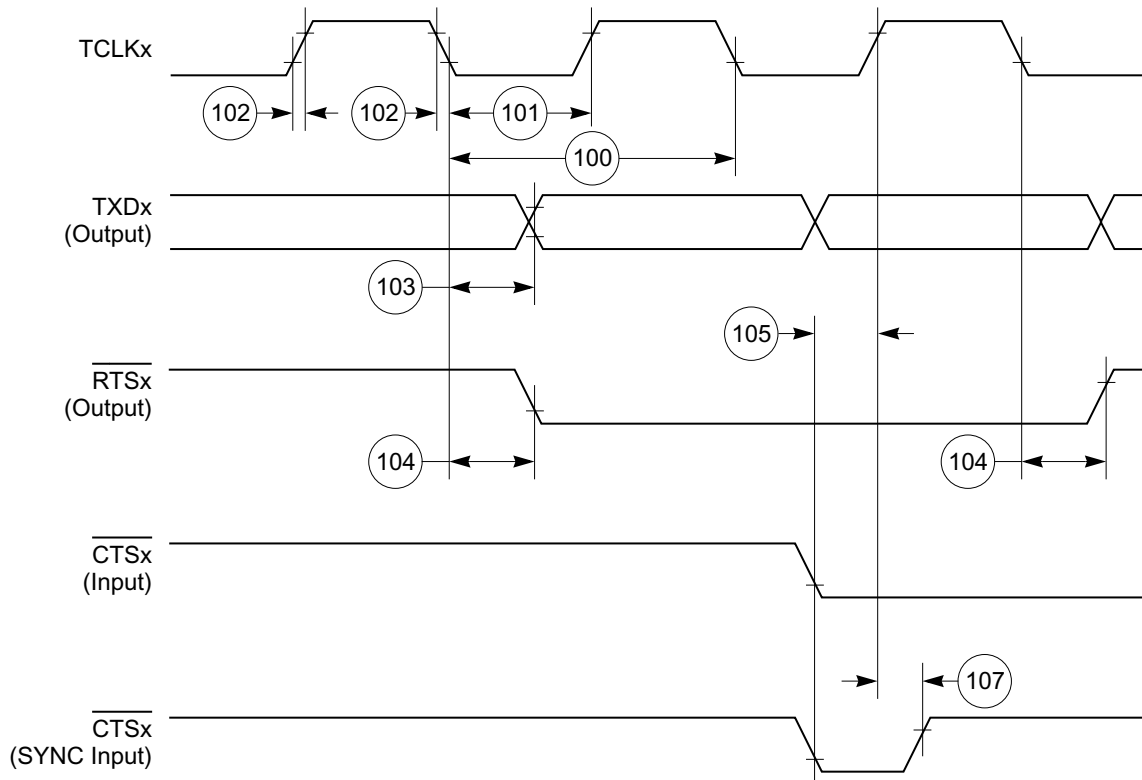 TCLKx
102
102
101
100
TXDx
(Output)
103
105
RTSx
(Output)
104
104
CTSx
(Input)
107
CTSx
(SYNC Input)